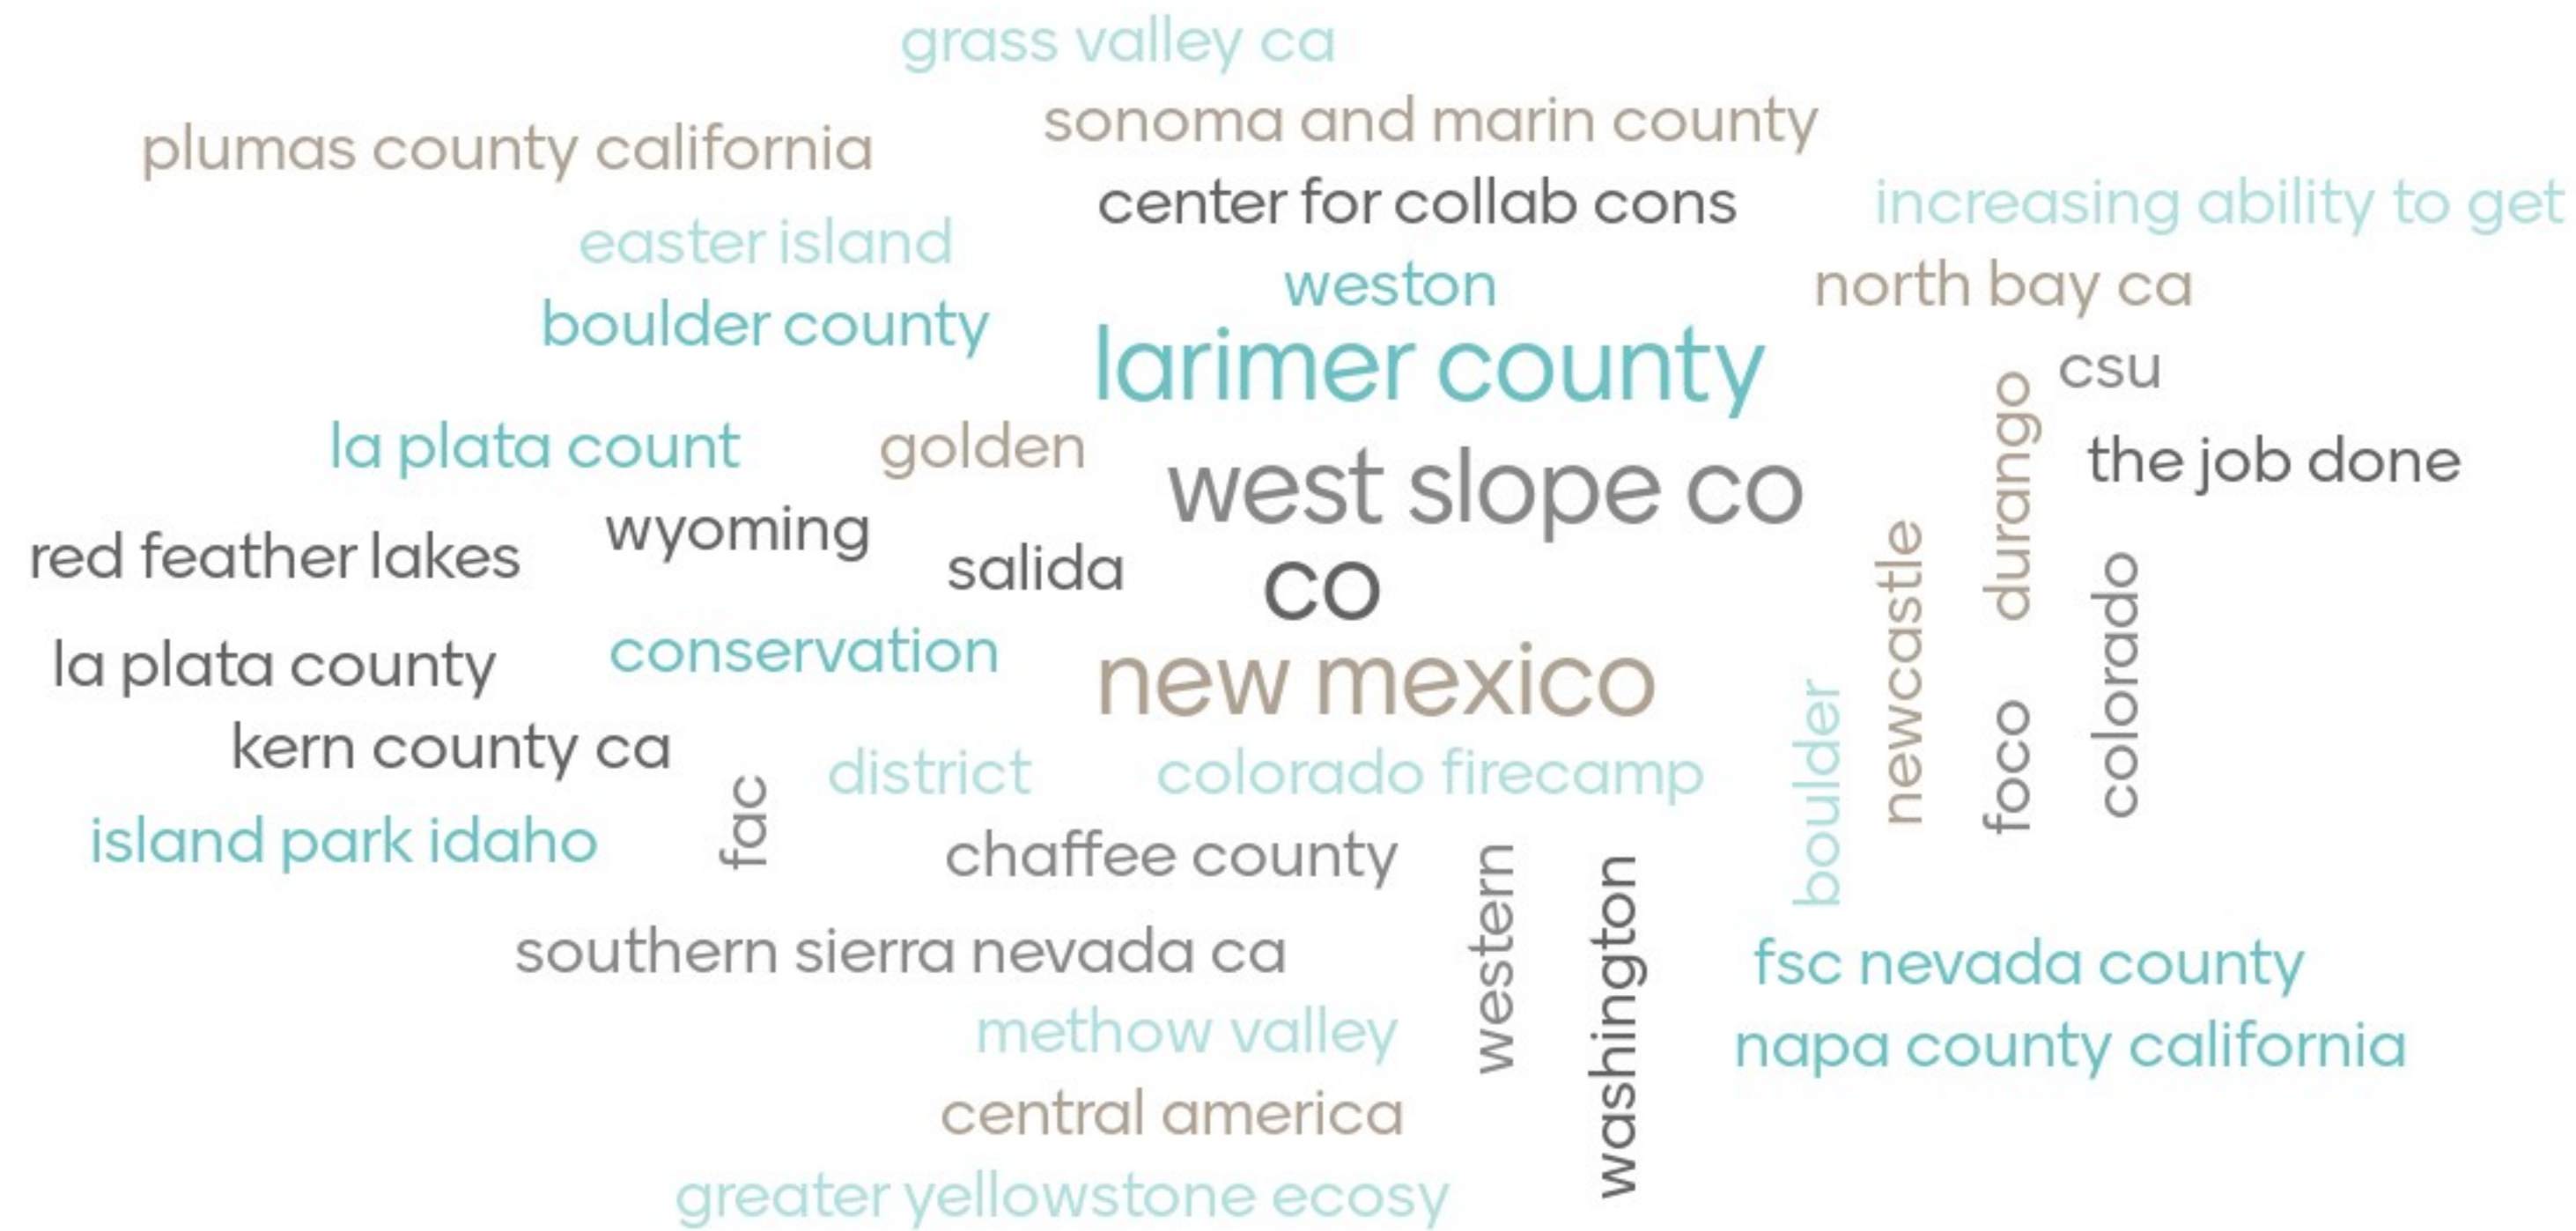 grass valley ca
sonoma and marin county
plumas county california
center for collab cons
increasing ability to get
easter island
weston
north bay ca
boulder county
larimer county
csu
durango
la plata count
golden
the job done
west slope co
wyoming
red feather lakes
salida
co
newcastle
colorado
conservation
la plata county
new mexico
kern county ca
boulder
foco
district
colorado firecamp
fac
island park idaho
chaffee county
western
washington
southern sierra nevada ca
fsc nevada county
methow valley
napa county california
central america
greater yellowstone ecosy